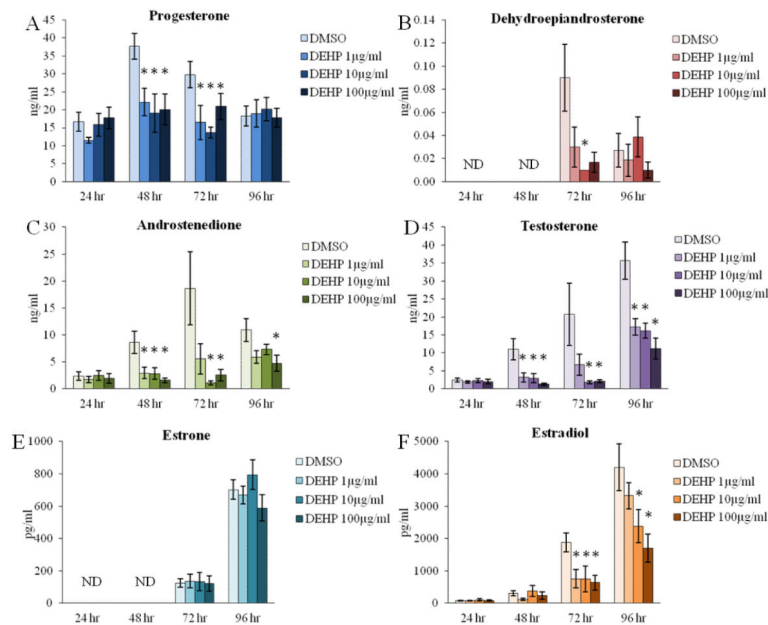 A Progesterone
ng/ml
45
40
35
30
25
20
15
10
5
0
* * *
* * *
24 hr 48 hr 72 hr 96 hr
DMSO
DEHP 1µg/ml
DEHP 10µg/ml
DEHP 100µg/ml
B Dehydroepiandrosterone
ng/ml
0.14
0.12
0.10
0.08
0.06
0.04
0.02
0.00
ND ND
*
24 hr 48 hr 72 hr 96 hr
DMSO
DEHP 1µg/ml
DEHP 10µg/ml
DEHP 100µg/ml
C Androstenedione
ng/ml
30
25
20
15
10
5
0
* * *
* *
*
24 hr 48 hr 72 hr 96 hr
DMSO
DEHP 1µg/ml
DEHP 10µg/ml
DEHP 100µg/ml
D Testosterone
ng/ml
45
40
35
30
25
20
15
10
5
0
* * *
* *
* *
*
24 hr 48 hr 72 hr 96 hr
DMSO
DEHP 1µg/ml
DEHP 10µg/ml
DEHP 100µg/ml
E Estrone
pg/ml
1000
800
600
400
200
0
ND ND
24 hr 48 hr 72 hr 96 hr
DMSO
DEHP 1µg/ml
DEHP 10µg/ml
DEHP 100µg/ml
F Estradiol
pg/ml
5000
4000
3000
2000
1000
0
* * *
*
*
24 hr 48 hr 72 hr 96 hr
DMSO
DEHP 1µg/ml
DEHP 10µg/ml
DEHP 100µg/ml